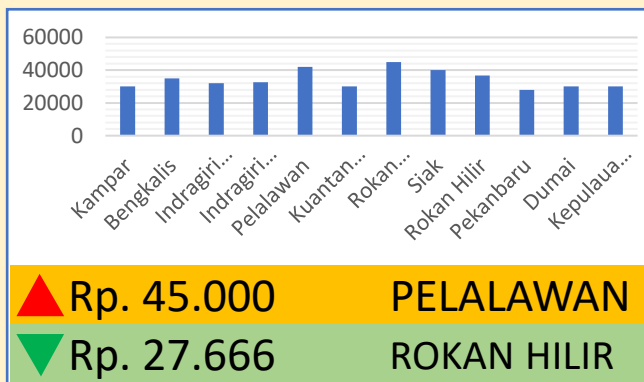 60000
40000
20000
0
Kampar
Bengkalis
Indragiri...
Indragiri...
Pelalawan
Kuantan...
Rokan...
Siak
Rokan Hilir
Pekanbaru
Dumai
Kepulaua...
Rp. 45.000 PELALAWAN
Rp. 27.666 ROKAN HILIR